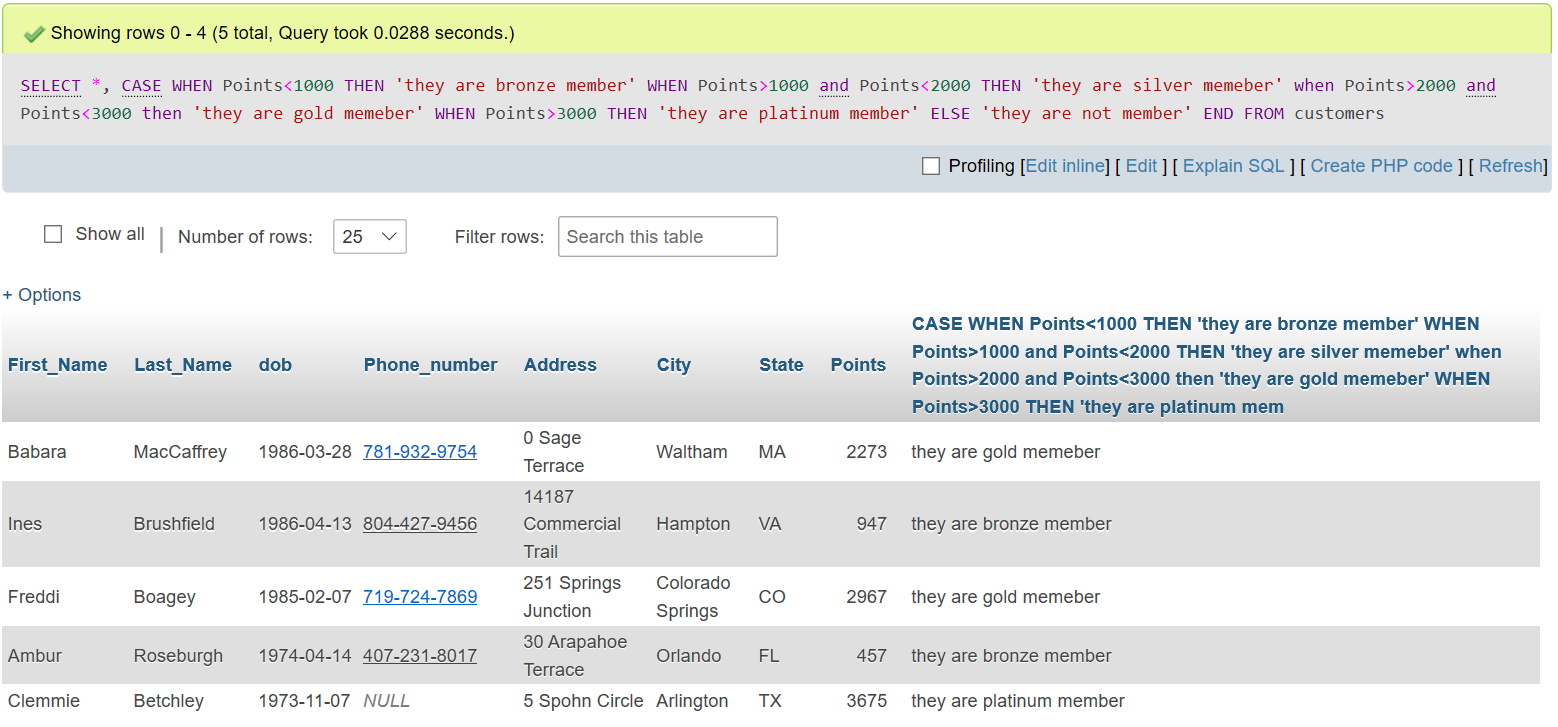 Showing rows 0 - 4 (5 total, Query took 0.0288 seconds.)
SELECT *, CASE WHEN Points<1000 THEN 'they are bronze member' WHEN Points>1000 and Points<2000 THEN 'they are silver memeber' when Points>2000 and
Points<3000 then 'they are gold memeber' WHEN Points>3000 THEN 'they are platinum member' ELSE 'they are not member' END FROM customers
Profiling [Edit inline] [ Edit ] [ Explain SQL ] [ Create PHP code ] [ Refresh]
Show all | Number of rows: 25 Filter rows: Search this table
+ Options
First_Name Last_Name dob Phone_number Address City State Points CASE WHEN Points<1000 THEN 'they are bronze member' WHEN
Points>1000 and Points<2000 THEN 'they are silver memeber' when
Points>2000 and Points<3000 then 'they are gold memeber' WHEN
Points>3000 THEN 'they are platinum mem
Babara MacCaffrey 1986-03-28 781-932-9754 0 Sage
Terrace Waltham MA 2273 they are gold memeber
Ines Brushfield 1986-04-13 804-427-9456 14187
Commercial
Trail Hampton VA 947 they are bronze member
Freddi Boagey 1985-02-07 719-724-7869 251 Springs
Junction Colorado
Springs CO 2967 they are gold memeber
Ambur Roseburgh 1974-04-14 407-231-8017 30 Arapahoe
Terrace Orlando FL 457 they are bronze member
Clemmie Betchley 1973-11-07 NULL 5 Spohn Circle Arlington TX 3675 they are platinum member